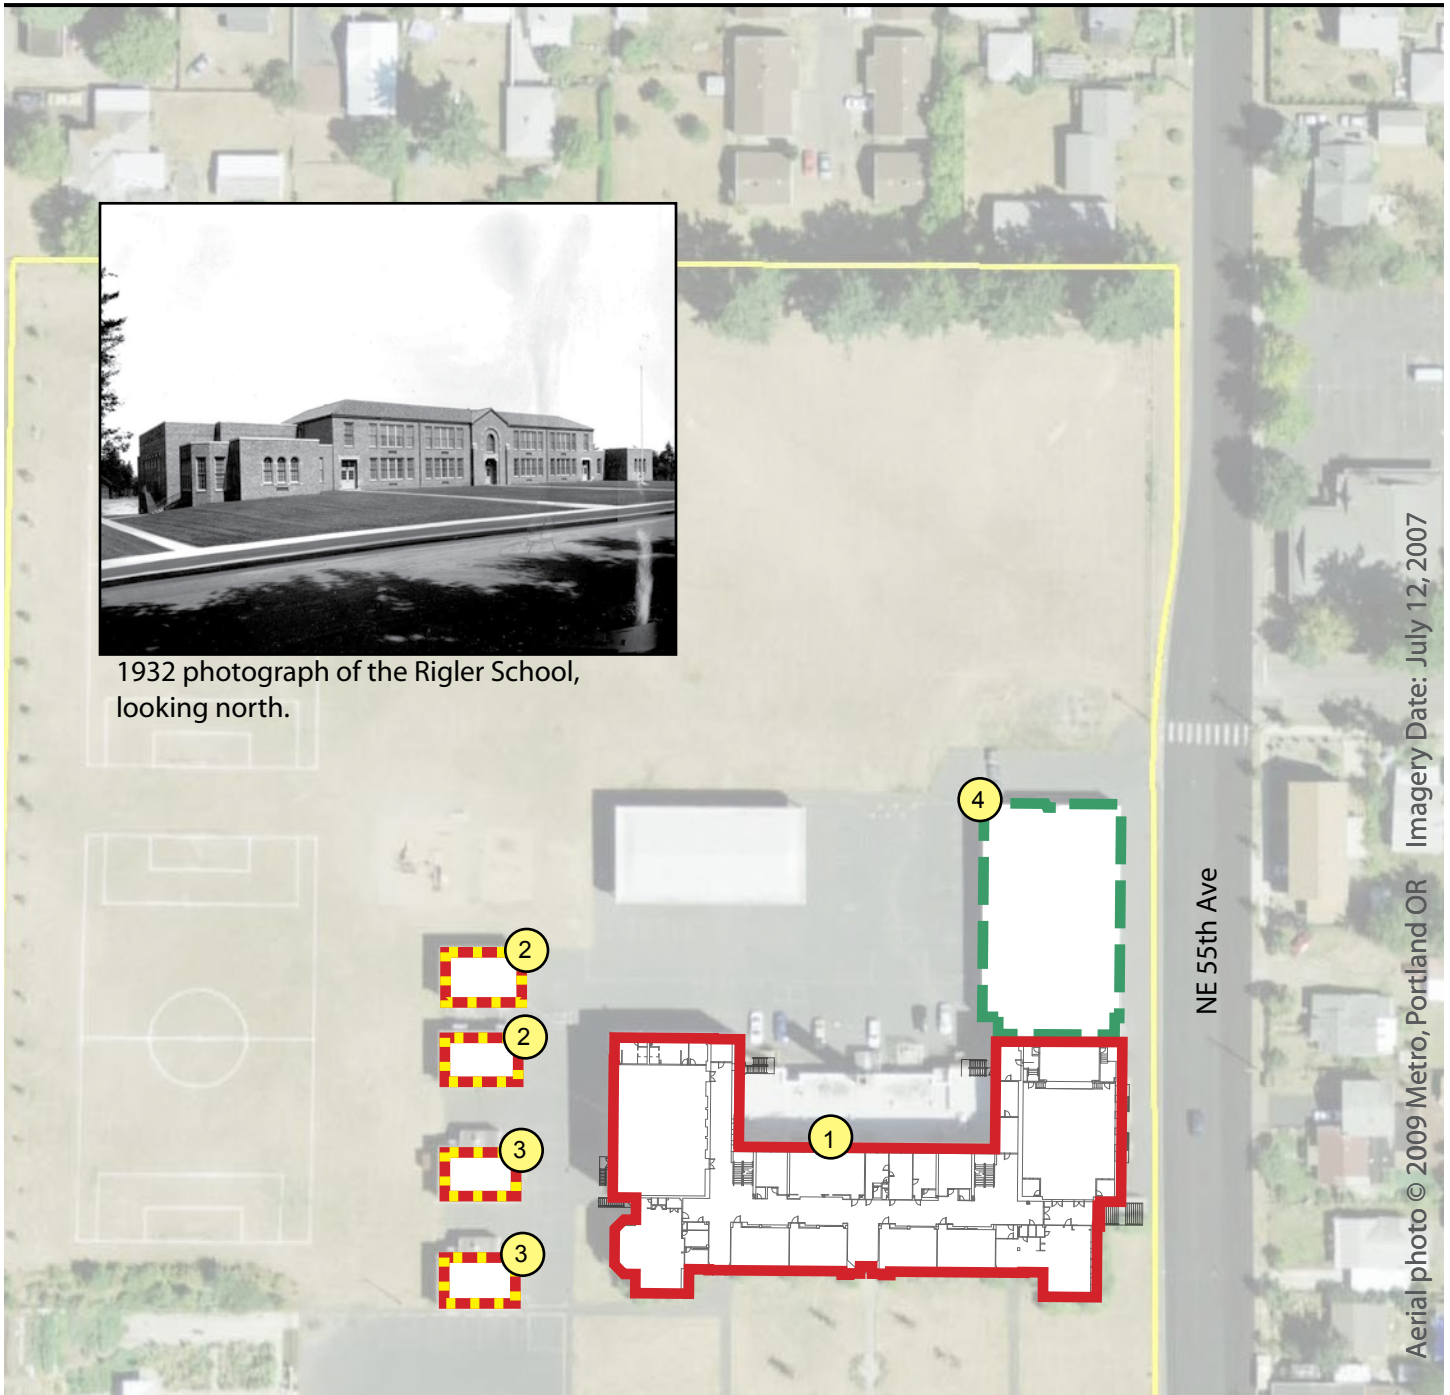 1932 photograph of the Rigler School,
looking north.
4
2
2
1
3
3
NE 55th Ave
Aerial photo © 2009 Metro, Portland OR    Imagery Date: July 12, 2007